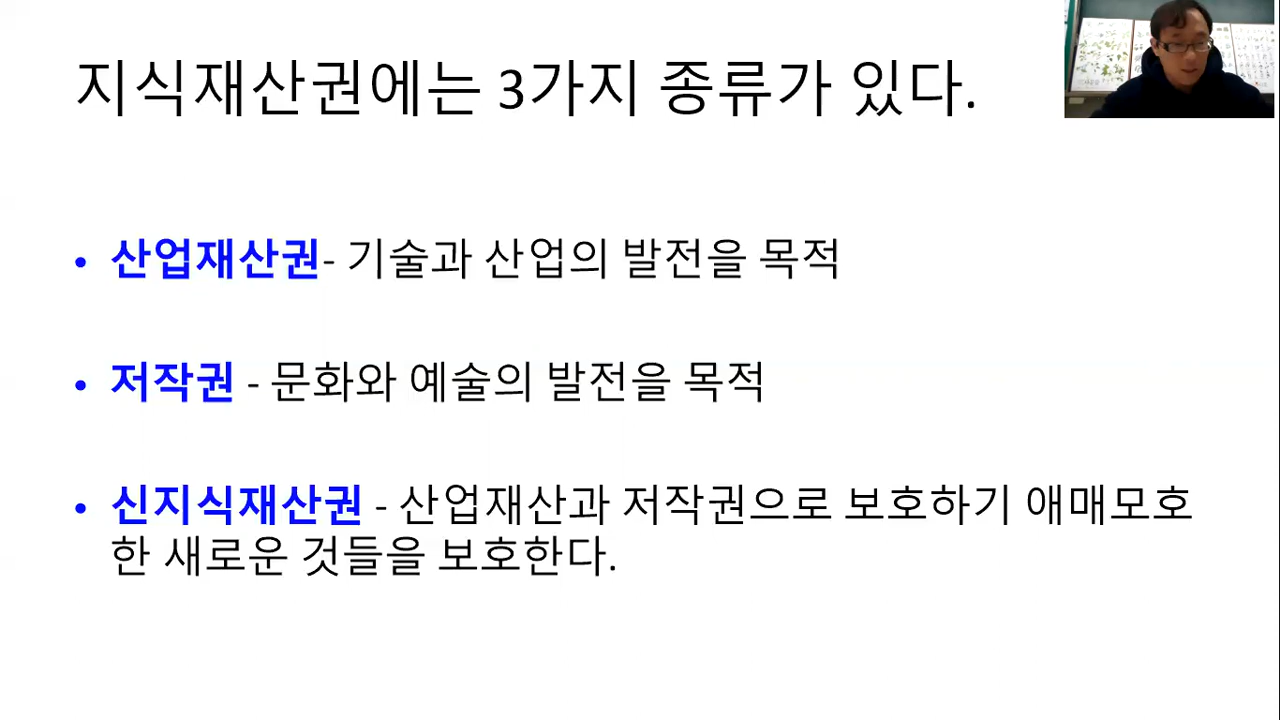 지식재산권에는 3가지 종류가 있다.
• 산업재산권- 기술과 산업의 발전을 목적
• 저작권 - 문화와 예술의 발전을 목적
• 신지식재산권 - 산업재산과 저작권으로 보호하기 애매모호
한 새로운 것들을 보호한다.